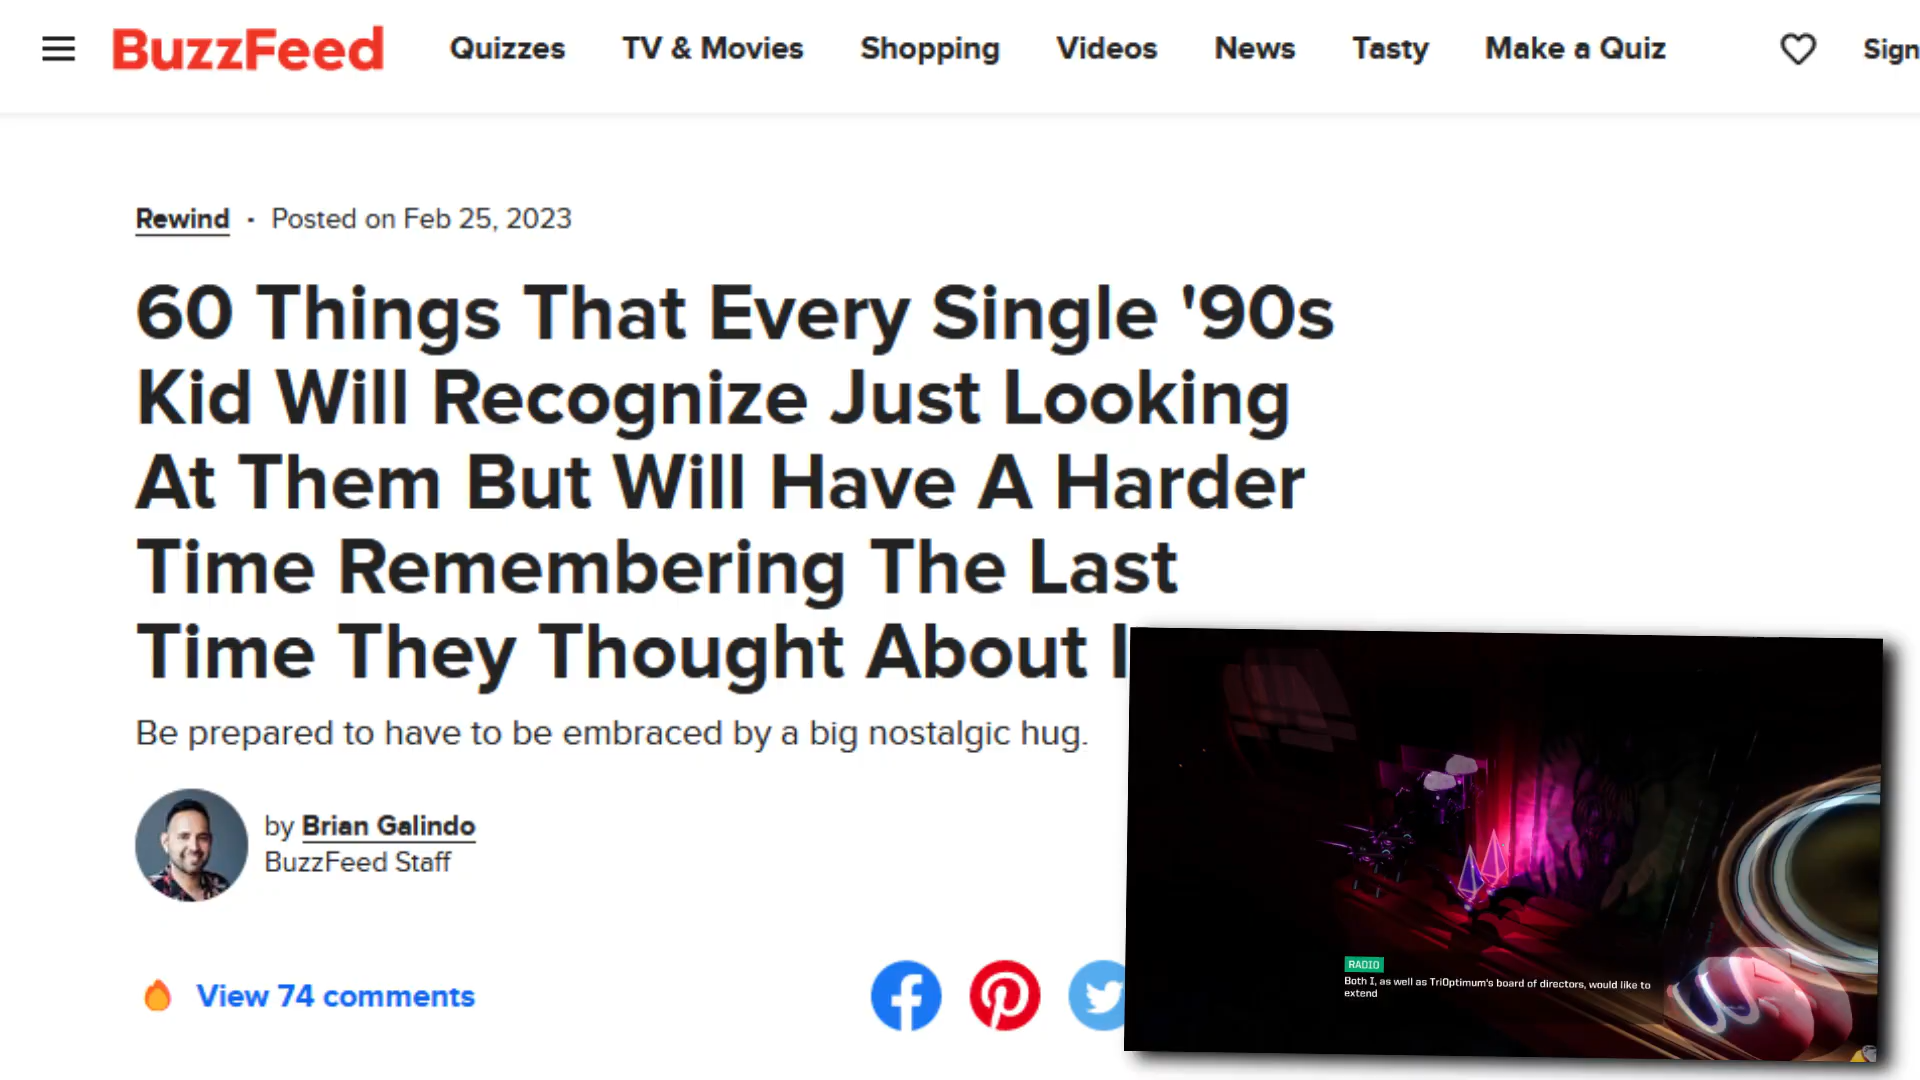 BuzzFeed Quizzes TV & Movies Shopping Videos News Tasty Make a Quiz Sign
Rewind · Posted on Feb 25, 2023
60 Things That Every Single '90s
Kid Will Recognize Just Looking
At Them But Will Have A Harder
Time Remembering The Last
Time They Thought About I
Be prepared to have to be embraced by a big nostalgic hug.
by Brian Galindo
BuzzFeed Staff
View 74 comments
RADIO
Both I, as well as TriOptimum's board of directors, would like to
extend